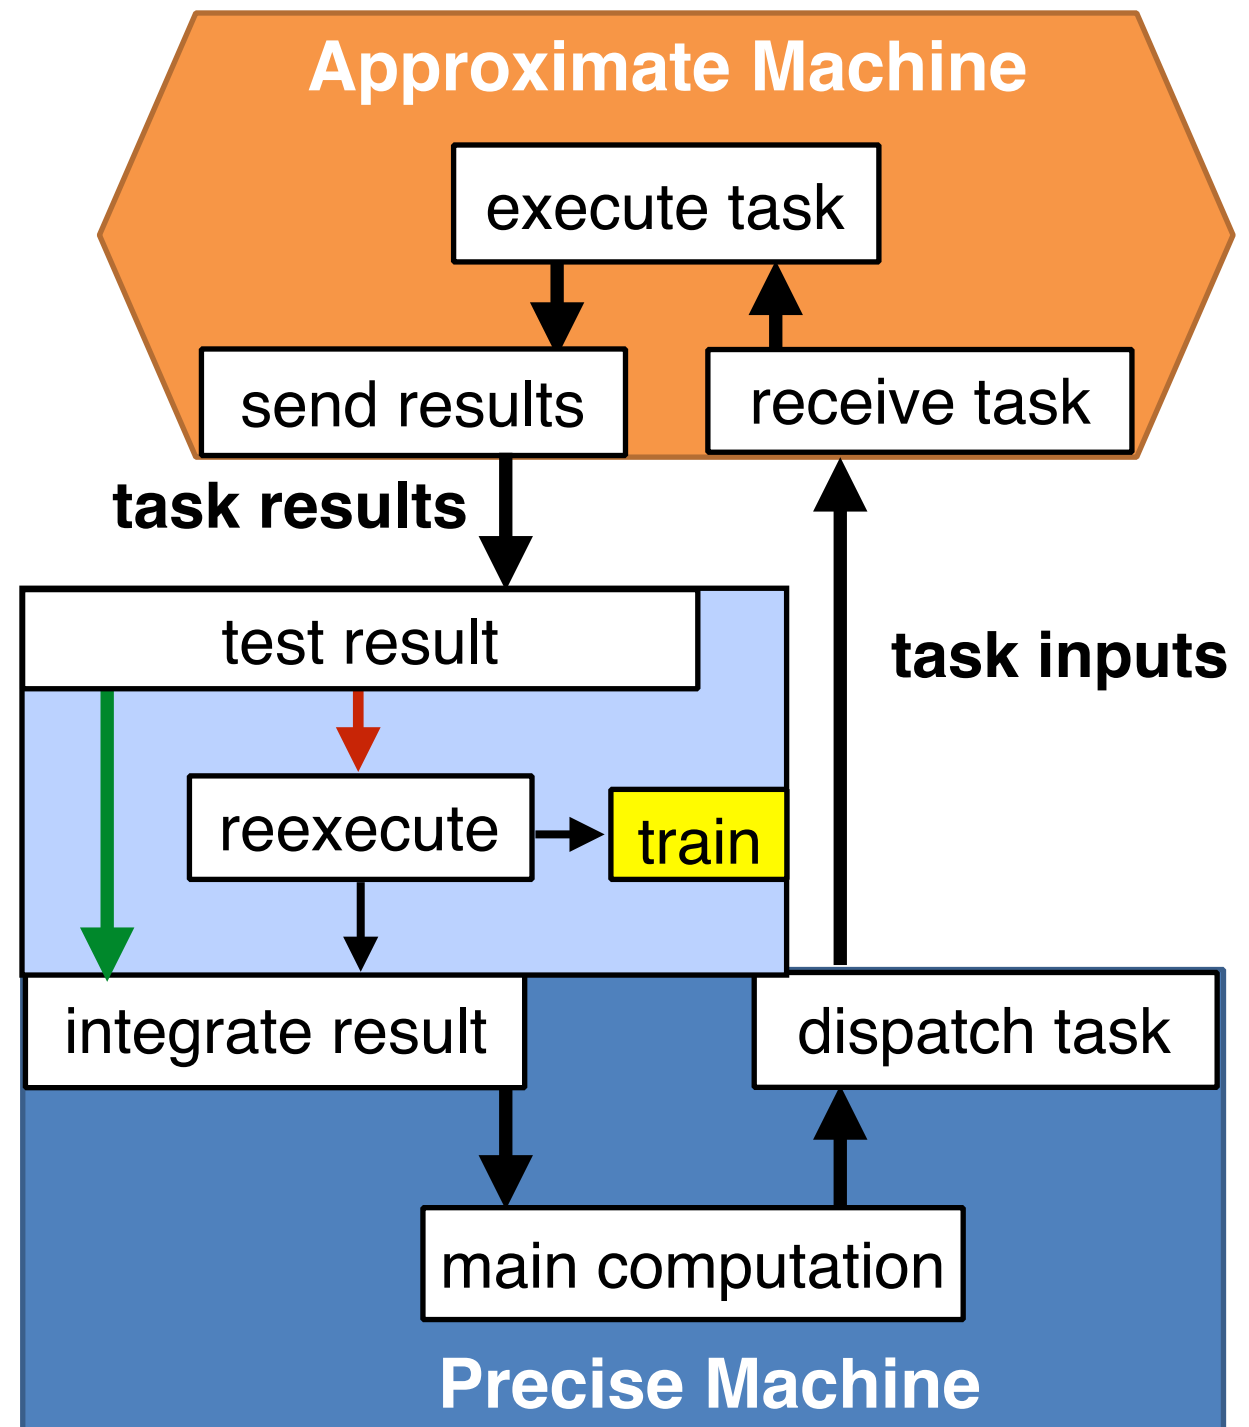 Approximate Machine
execute task
send results
receive task
task results
test result
task inputs
reexecute
train
integrate result
dispatch task
main computation
Precise Machine